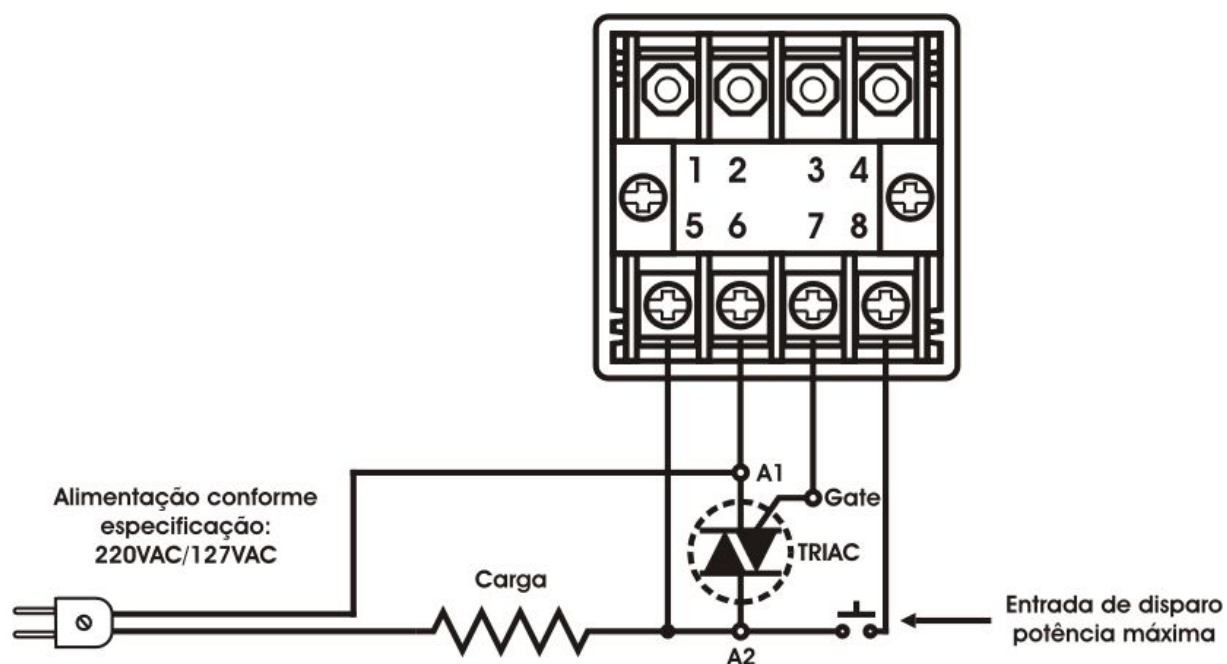 1 2 3 4
5 6 7 8
A1
Gate
Alimentação conforme
especificação:
220VAC/127VAC
TRIAC
Carga
Entrada de disparo
potência máxima
A2